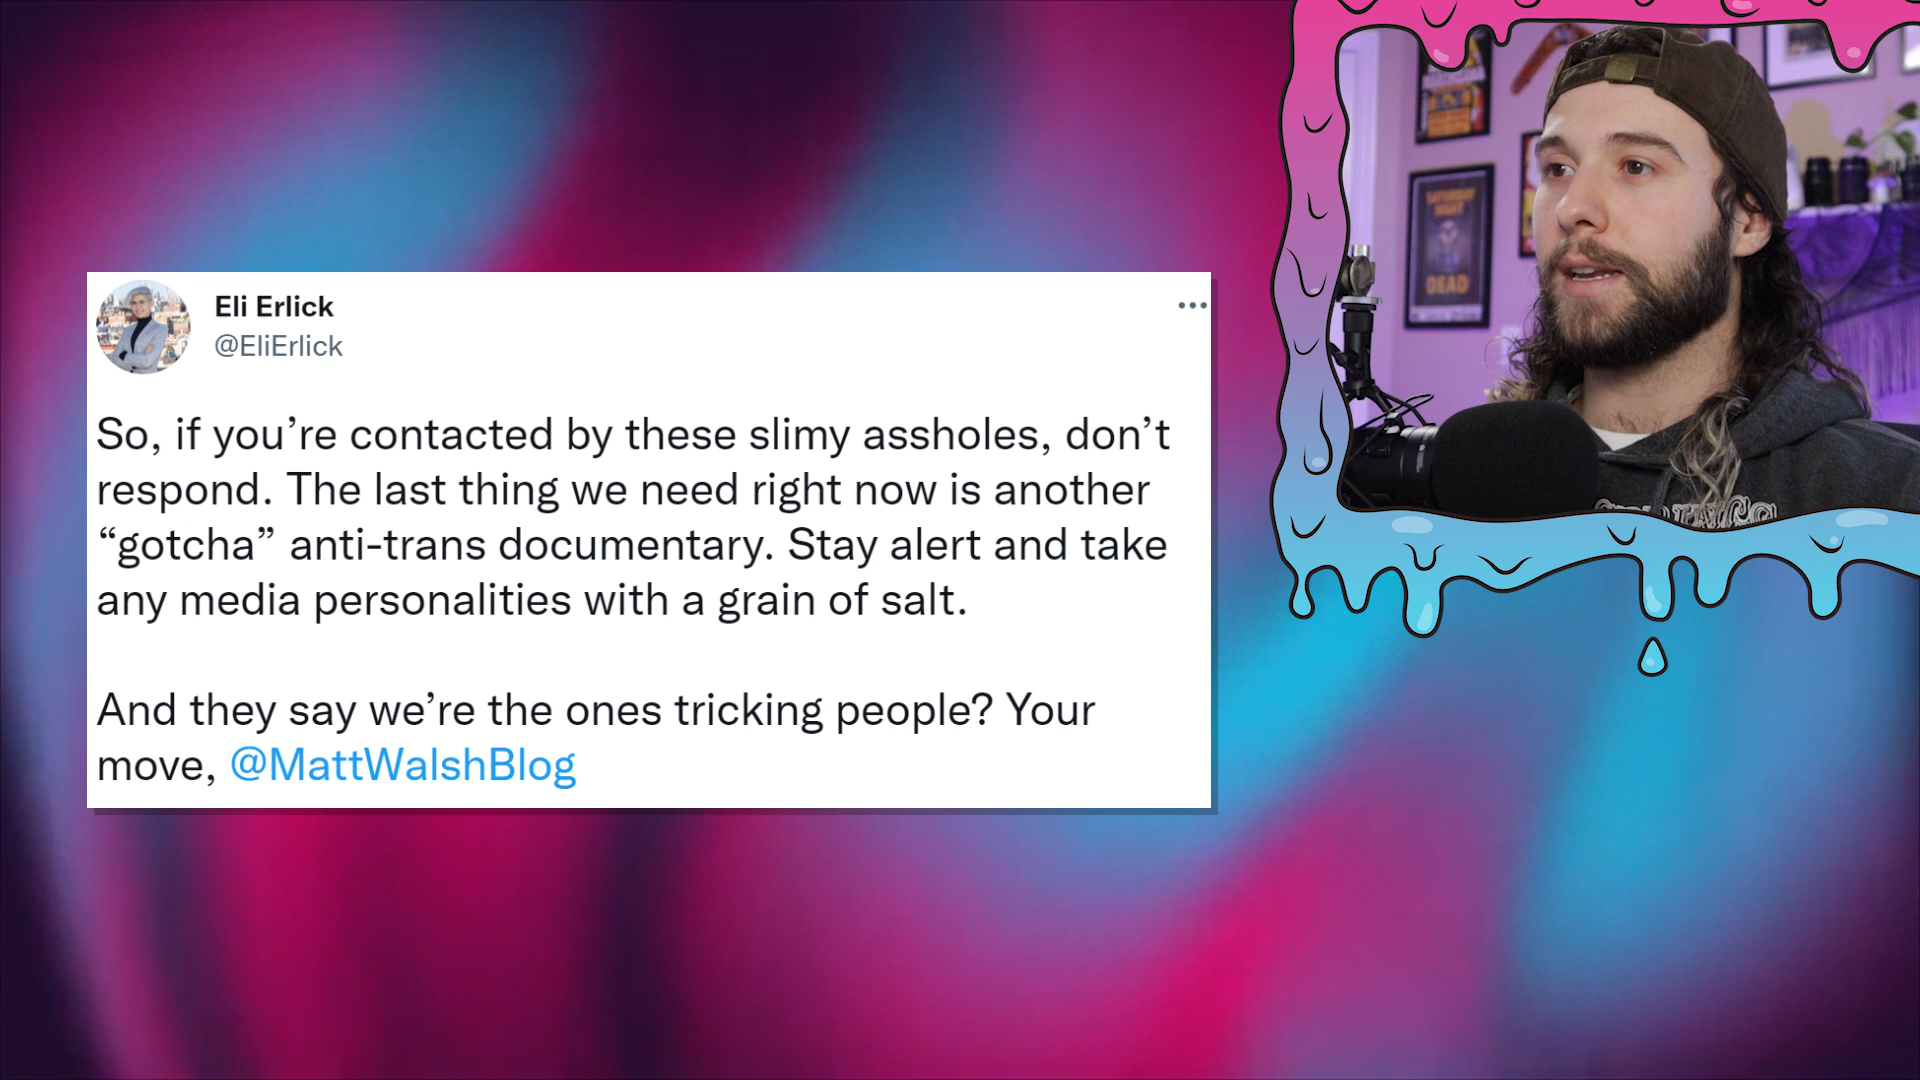 Eli Erlick
@EliErlick
So, if you’re contacted by these slimy assholes, don’t
respond. The last thing we need right now is another
“gotcha” anti-trans documentary. Stay alert and take
any media personalities with a grain of salt.
And they say we’re the ones tricking people? Your
move, @MattWalshBlog
SATURDAY
NIGHT
DEAD